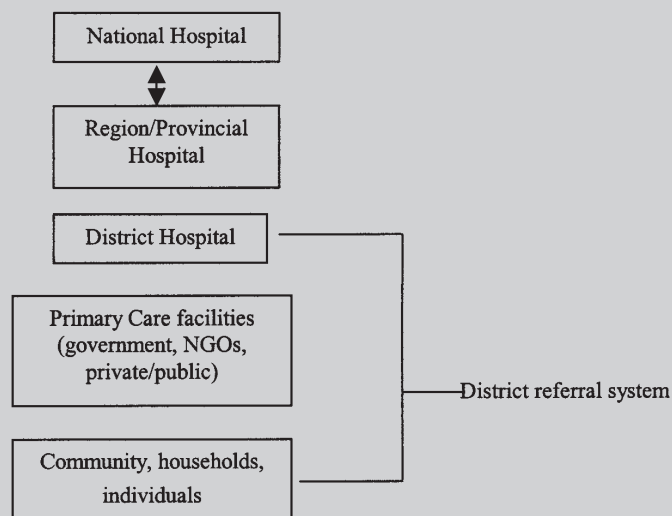 National Hospital
Region/Provincial
Hospital
District Hospital
Primary Care facilities
(government, NGOs,
private/public)
District referral system
Community, households,
individuals